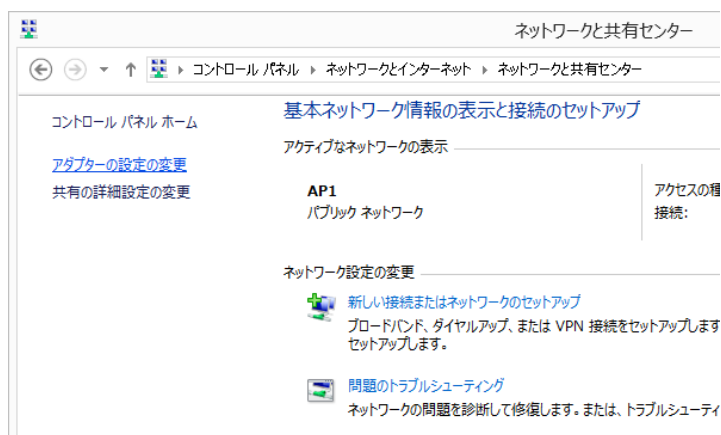 ネットワークと共有センター
コントロール パネル ネットワークとインターネット ネットワークと共有センター
コントロール パネル ホーム
アダプターの設定の変更
共有の詳細設定の変更
基本ネットワーク情報の表示と接続のセットアップ
アクティブなネットワークの表示
AP1
パブリック ネットワーク
アクセスの種
接続:
ネットワーク設定の変更
新しい接続またはネットワークのセットアップ
ブロードバンド、ダイヤルアップ、または VPN 接続をセットアップします
セットアップします。
問題のトラブルシューティング
ネットワークの問題を診断して修復します。または、トラブルシューティ